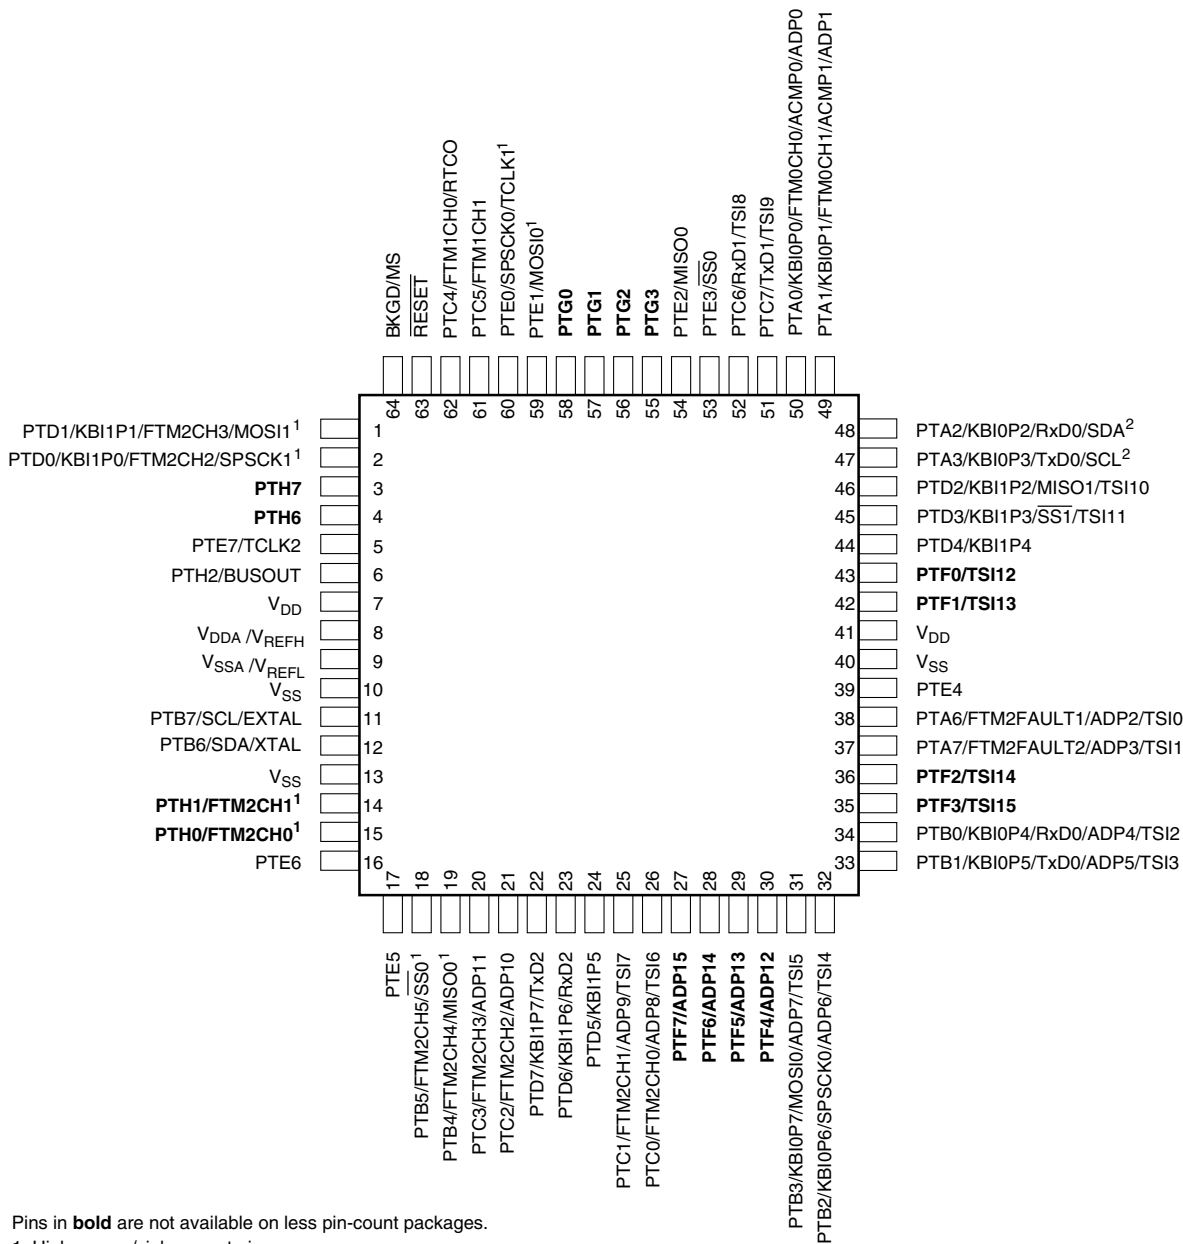 BKGD/MS
RESET
PTC4/FTM1CH0/RTCO
PTC5/FTM1CH1
PTE0/SPSCK0/TCLK1¹
PTE1/MOSI0¹
PTG0
PTG1
PTG2
PTG3
PTE2/MISO0
PTE3/SS0
PTC6/RxD1/TSI8
PTC7/TxD1/TSI9
PTA0/KBI0P0/FTM0CH0/ACMP0/ADP0
PTA1/KBI0P1/FTM0CH1/ACMP1/ADP1
64 63 62 61 60 59 58 57 56 55 54 53 52 51 50 49
PTD1/KBI1P1/FTM2CH3/MOSI1¹ 1
PTD0/KBI1P0/FTM2CH2/SPSCK1¹ 2
PTH7 3
PTH6 4
PTE7/TCLK2 5
PTH2/BUSOUT 6
VDD 7
VDDA /VREFH 8
VSSA /VREFL 9
VSS 10
PTB7/SCL/EXTAL 11
PTB6/SDA/XTAL 12
VSS 13
PTH1/FTM2CH1¹ 14
PTH0/FTM2CH0¹ 15
PTE6 16
48 PTA2/KBI0P2/RxD0/SDA²
47 PTA3/KBI0P3/TxD0/SCL²
46 PTD2/KBI1P2/MISO1/TSI10
45 PTD3/KBI1P3/SS1/TSI11
44 PTD4/KBI1P4
43 PTF0/TSI12
42 PTF1/TSI13
41 VDD
40 VSS
39 PTE4
38 PTA6/FTM2FAULT1/ADP2/TSI0
37 PTA7/FTM2FAULT2/ADP3/TSI1
36 PTF2/TSI14
35 PTF3/TSI15
34 PTB0/KBI0P4/RxD0/ADP4/TSI2
33 PTB1/KBI0P5/TxD0/ADP5/TSI3
17 18 19 20 21 22 23 24 25 26 27 28 29 30 31 32
PTE5
PTB5/FTM2CH5/SS0¹
PTB4/FTM2CH4/MISO0¹
PTC3/FTM2CH3/ADP11
PTC2/FTM2CH2/ADP10
PTD7/KBI1P7/TxD2
PTD6/KBI1P6/RxD2
PTD5/KBI1P5
PTC1/FTM2CH1/ADP9/TSI7
PTC0/FTM2CH0/ADP8/TSI6
PTF7/ADP15
PTF6/ADP14
PTF5/ADP13
PTF4/ADP12
PTB3/KBI0P7/MOSI0/ADP7/TSI5
PTB2/KBI0P6/SPSCK0/ADP6/TSI4
Pins in bold are not available on less pin-count packages.